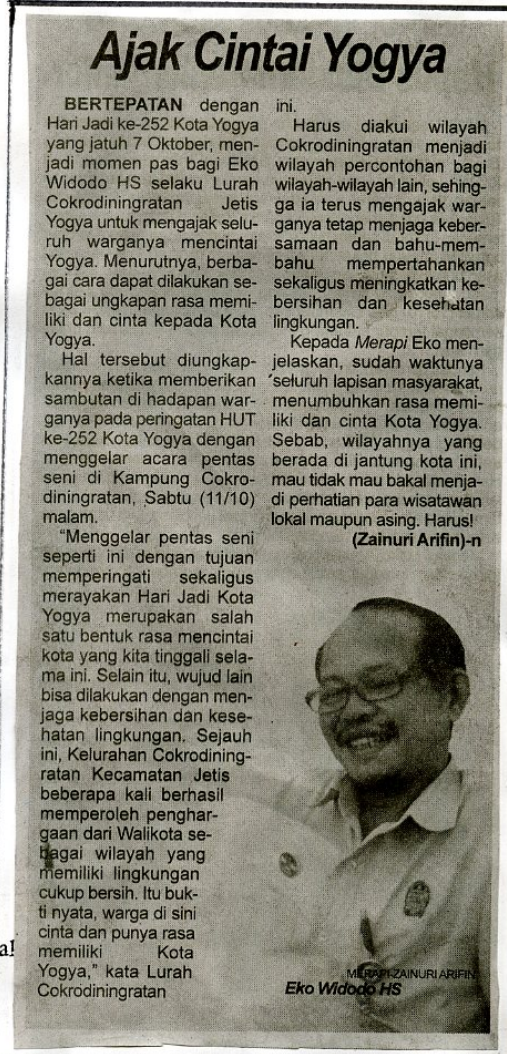 Ajak Cintai Yogya
BERTEPATAN dengan
Hari Jadi ke-252 Kota Yogya
yang jatuh 7 Oktober, men-
jadi momen pas bagi Eko
Widodo HS selaku Lurah
Cokrodiningratan Jetis
Yogya untuk mengajak selu-
ruh warganya mencintai
Yogya. Menurutnya, berba-
gai cara dapat dilakukan se-
bagai ungkapan rasa memi-
liki dan cinta kepada Kota
Yogya.
Hal tersebut diungkap-
kannya ketika memberikan
sambutan di hadapan war-
ganya pada peringatan HUT
ke-252 Kota Yogya dengan
menggelar acara pentas
seni di Kampung Cokro-
diningratan, Sabtu (11/10)
malam.
"Menggelar pentas seni
seperti ini dengan tujuan
memperingati sekaligus
merayakan Hari Jadi Kota
Yogya merupakan salah
satu bentuk rasa mencintai
kota yang kita tinggali sela-
ma ini. Selain itu, wujud lain
bisa dilakukan dengan men-
jaga kebersihan dan kese-
hatan lingkungan. Sejauh
ini, Kelurahan Cokrodining-
ratan Kecamatan Jetis
beberapa kali berhasil
memperoleh penghar-
gaan dari Walikota se-
bagai wilayah yang
memiliki lingkungan
cukup bersih. Itu buk-
ti nyata, warga di sini
cinta dan punya rasa
memiliki Kota
Yogya," kata Lurah
Cokrodiningratan
ini.
Harus diakui wilayah
Cokrodiningratan menjadi
wilayah percontohan bagi
wilayah-wilayah lain, sehing-
ga ia terus mengajak war-
ganya tetap menjaga keber-
samaan dan bahu-mem-
bahu mempertahankan
sekaligus meningkatkan ke-
bersihan dan kesehatan
lingkungan.
Kepada Merapi Eko men-
jelaskan, sudah waktunya
seluruh lapisan masyarakat,
menumbuhkan rasa memi-
liki dan cinta Kota Yogya.
Sebab, wilayahnya yang
berada di jantung kota ini,
mau tidak mau bakal menja-
di perhatian para wisatawan
lokal maupun asing. Harus!
(Zainuri Arifin)-n
MERAPI-ZAINURI ARIFIN
Eko Widodo HS